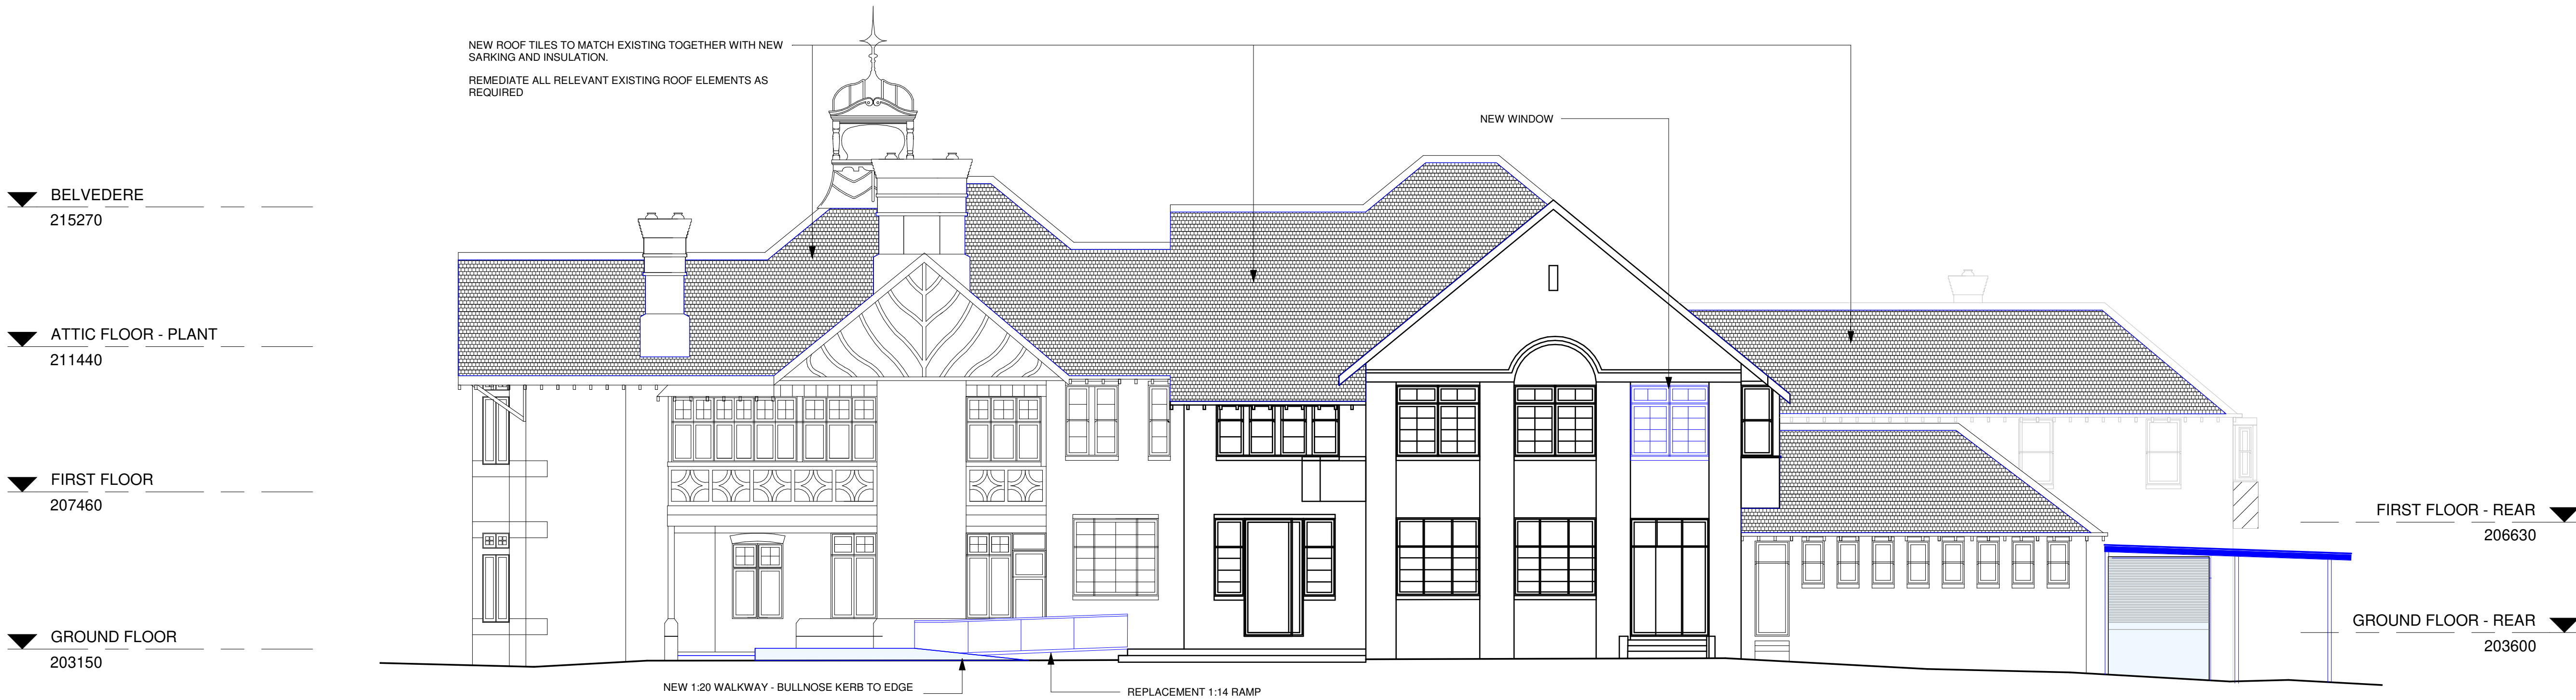 NEW ROOF TILES TO MATCH EXISTING TOGETHER WITH NEW
SARKING AND INSULATION.
REMEDIATE ALL RELEVANT EXISTING ROOF ELEMENTS AS
REQUIRED
NEW WINDOW
BELVEDERE
215270
ATTIC FLOOR - PLANT
211440
FIRST FLOOR
207460
FIRST FLOOR - REAR
206630
GROUND FLOOR
203150
GROUND FLOOR - REAR
203600
NEW 1:20 WALKWAY - BULLNOSE KERB TO EDGE
REPLACEMENT 1:14 RAMP